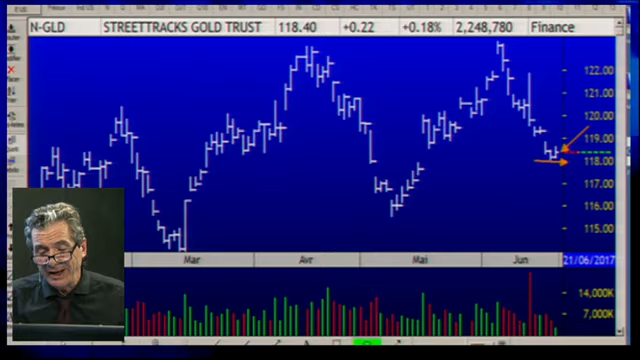 N-GLD STREETTRACKS GOLD TRUST 118.40 +0.22 +0.18% 2,248,780 Finance
122.00
121.00
120.00
119.00
118.00
117.00
116.00
115.00
Mar Avr Mai Jun 21/06/2017
14,000K
7,000K